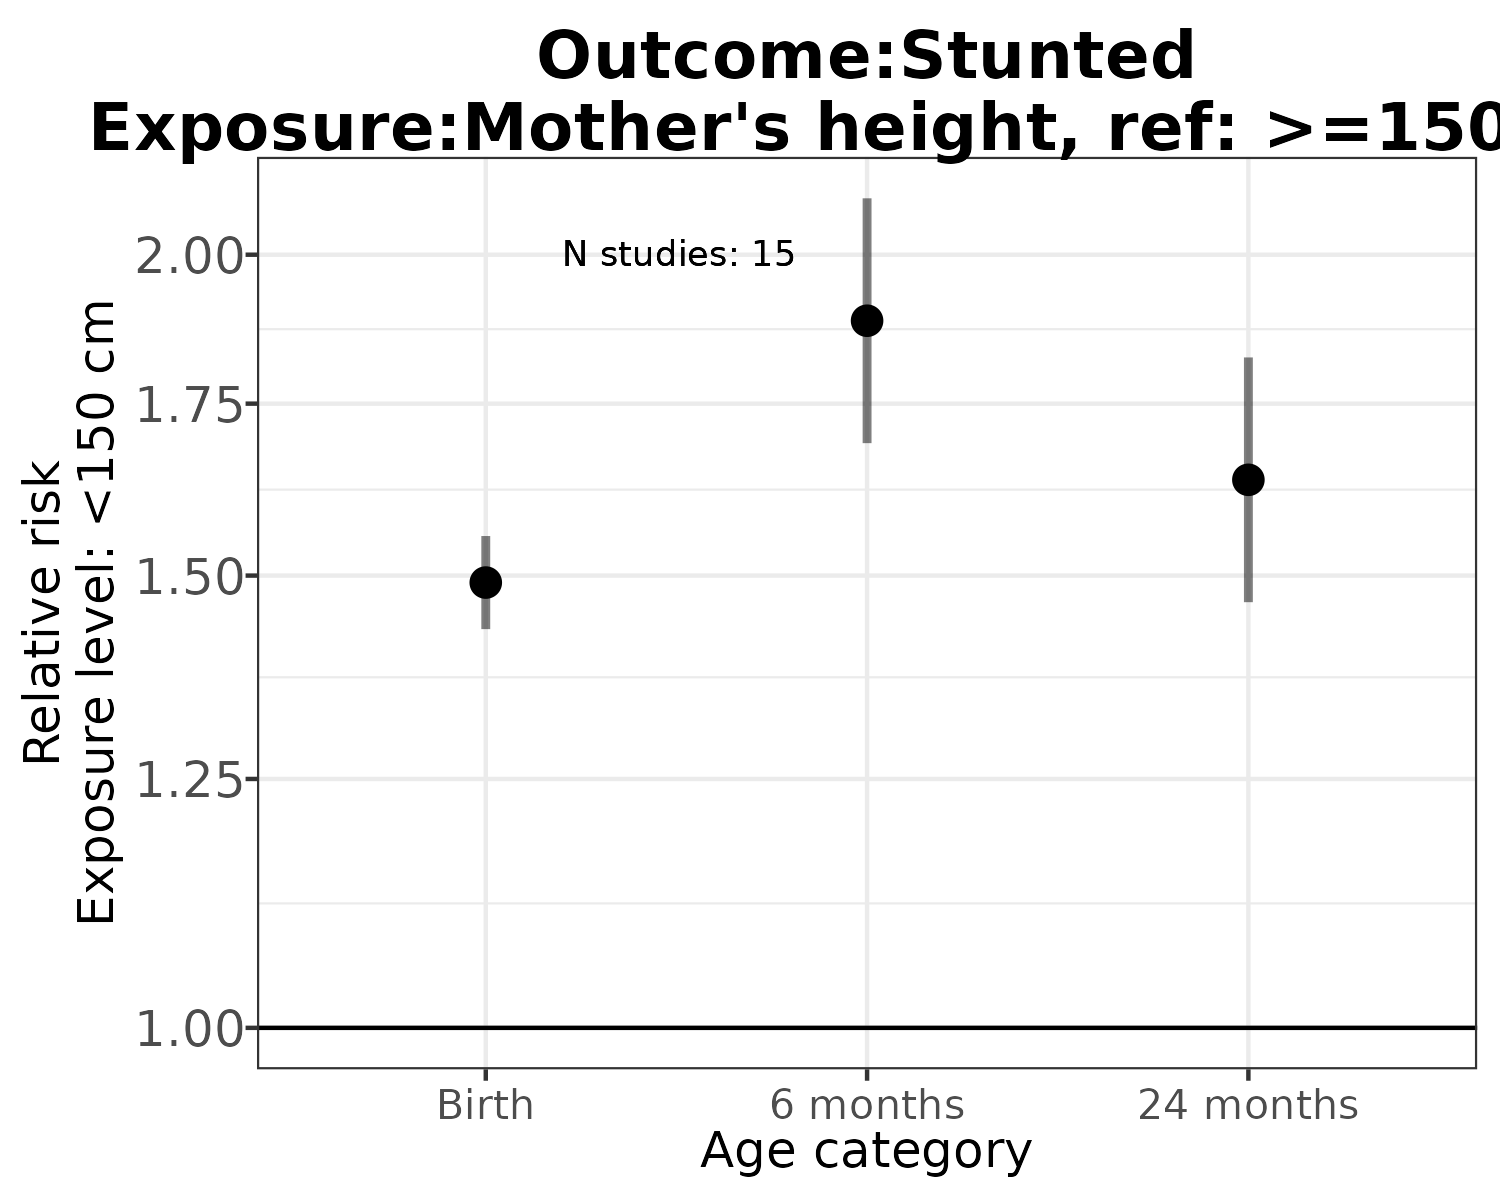 Outcome:Stunted
Exposure:Mother's height, ref: >=150
N studies: 15
Relative risk
Exposure level: <150 cm
2.00
1.75
1.50
1.25
1.00
Birth
6 months
24 months
Age category